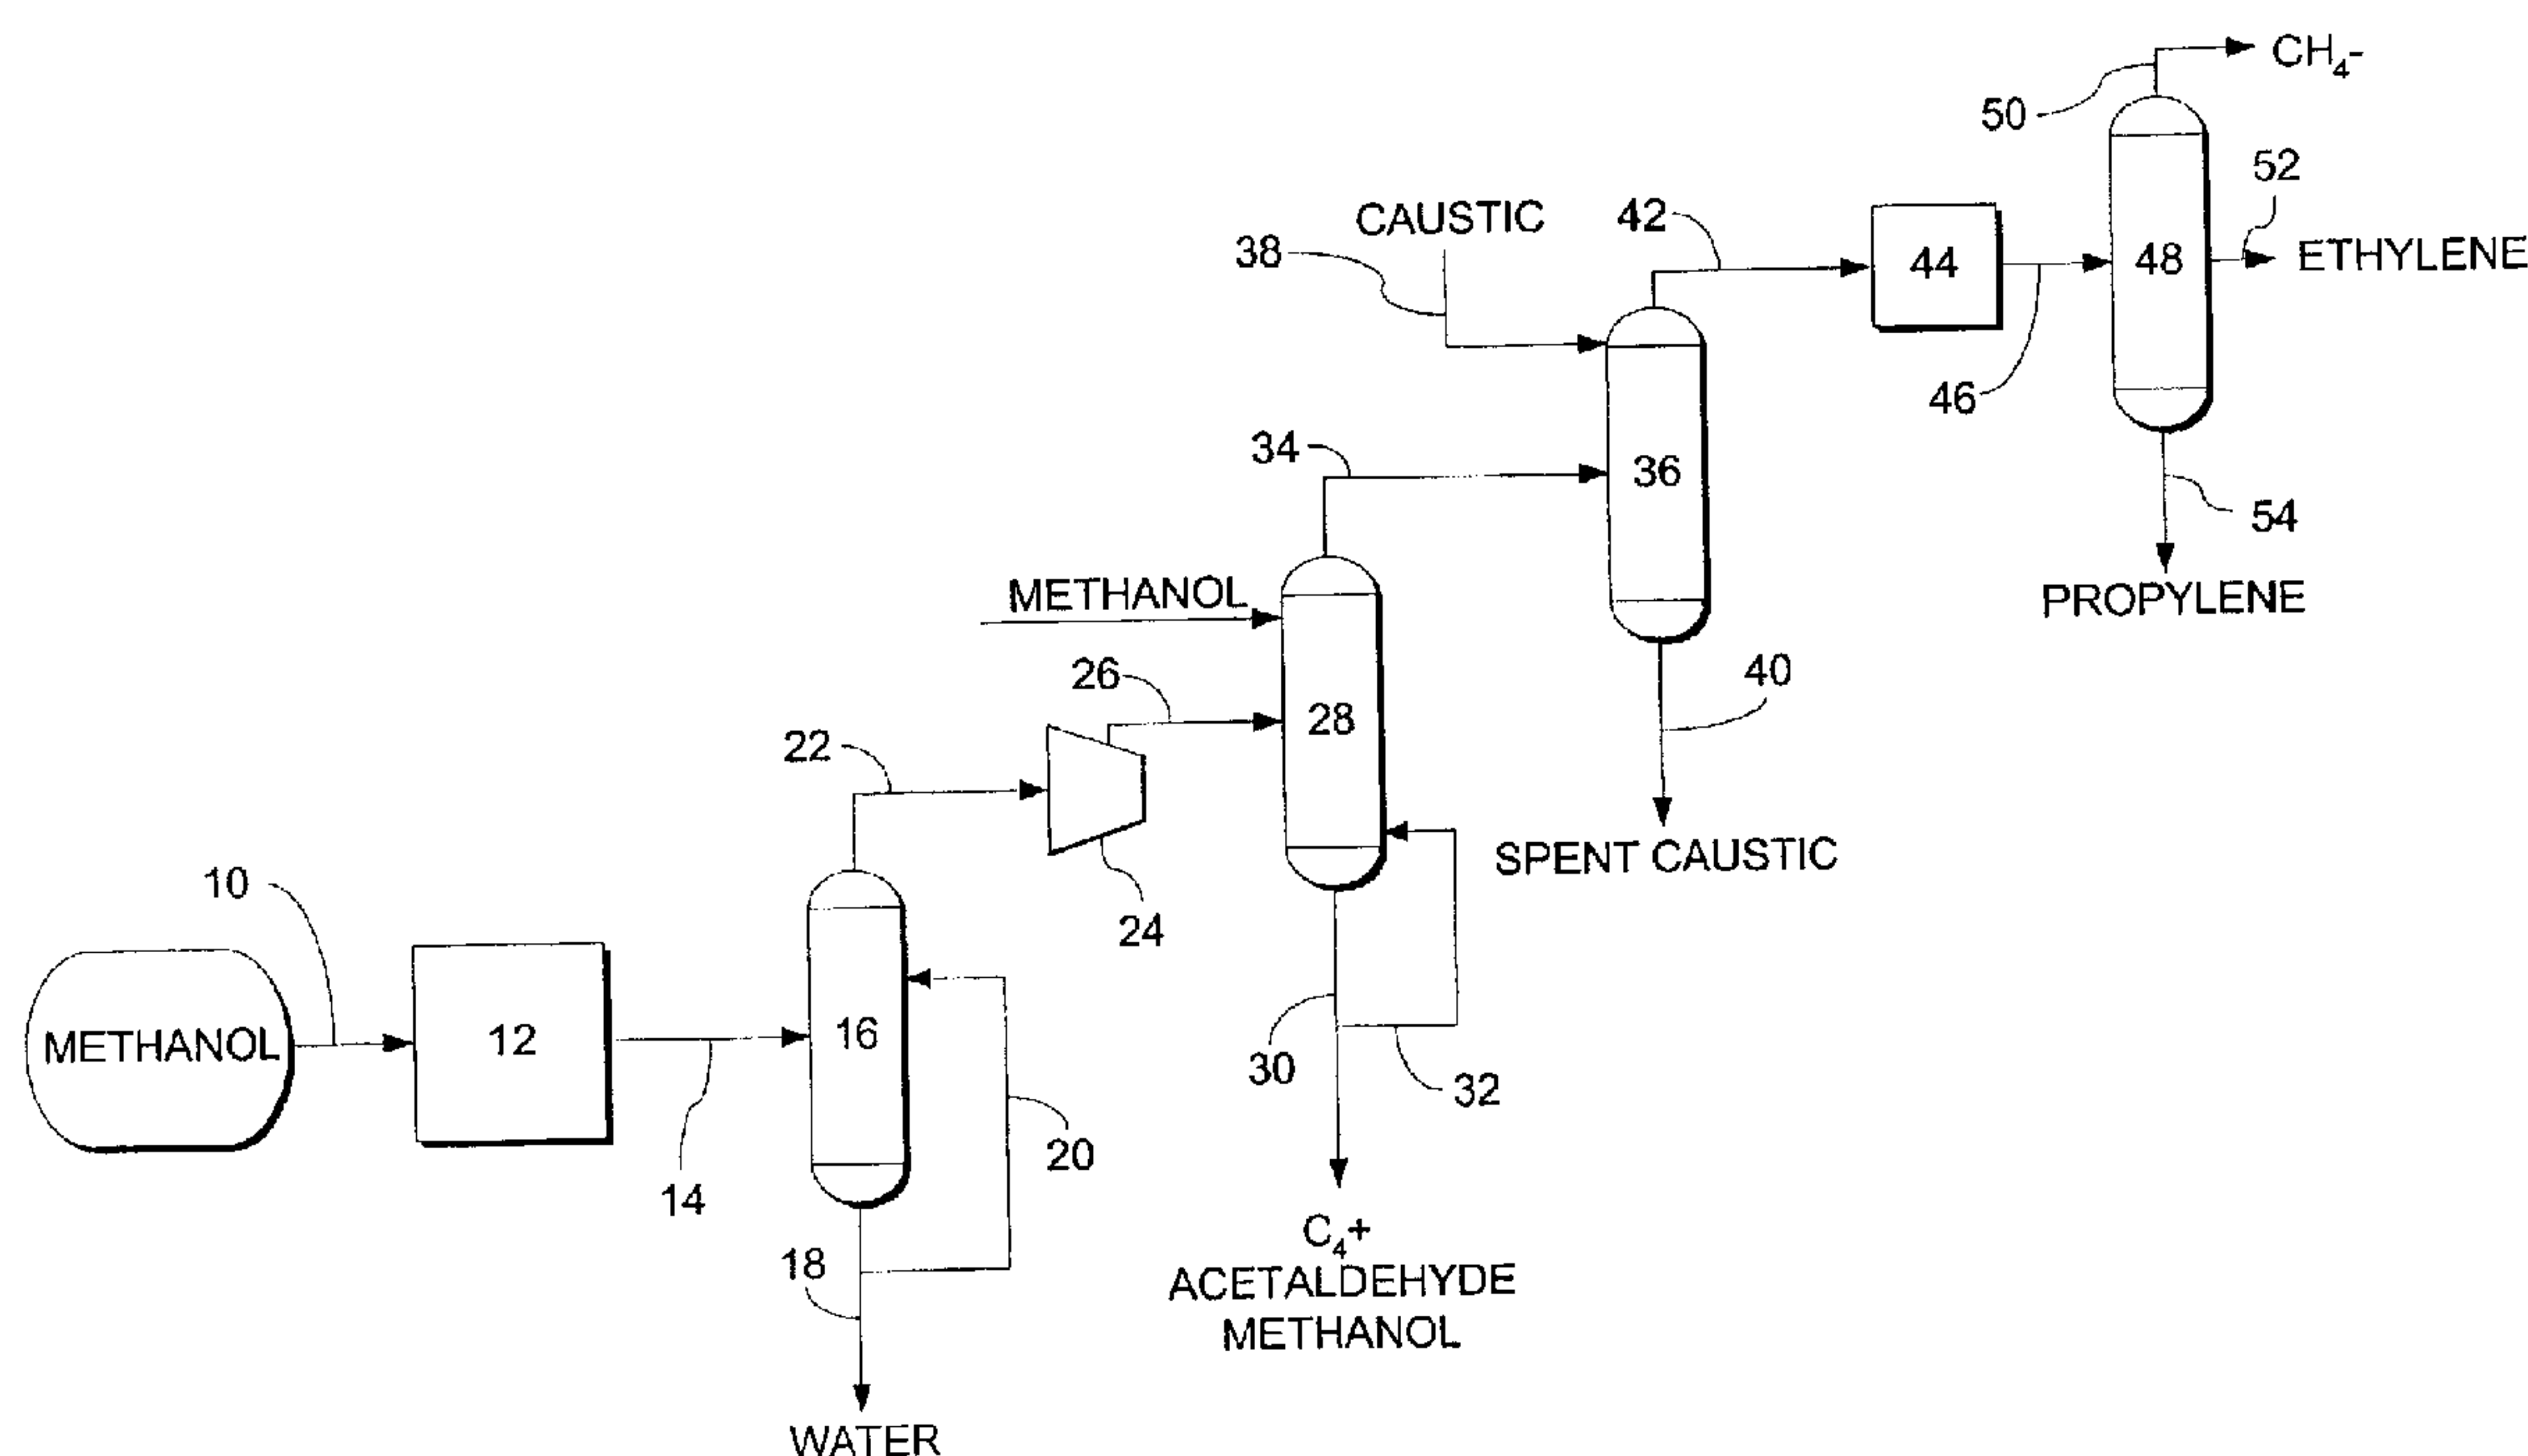 CH₄-
50
52
CAUSTIC
42
38
44
48
ETHYLENE
46
34
36
54
METHANOL
PROPYLENE
26
40
28
22
SPENT CAUSTIC
10
24
METHANOL
12
16
30
32
20
14
C₄+
18
ACETALDEHYDE
METHANOL
WATER